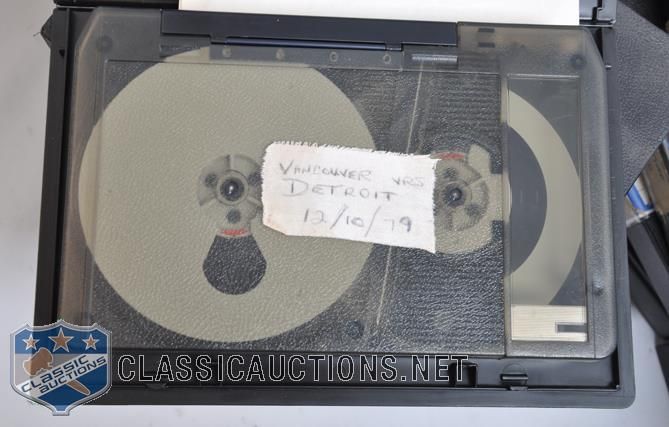 VANCOUVER VRS
DETROIT
12/10/79
CLASSIC
AUCTIONS
CLASSICAUCTIONS.NET